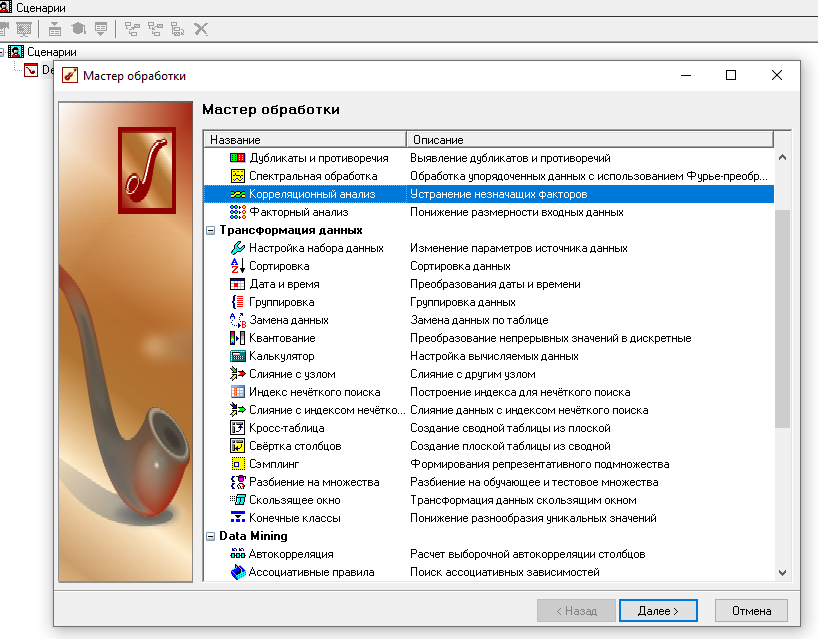 Сценарии
Сценарии
De
Мастер обработки
Мастер обработки
Название Описание
Дубликаты и противоречия Выявление дубликатов и противоречий
Спектральная обработка Обработка упорядоченных данных с использованием Фурье-преобр...
Корреляционный анализ Устранение незначащих факторов
Факторный анализ Понижение размерности входных данных
Трансформация данных
Настройка набора данных Изменение параметров источника данных
Сортировка Сортировка данных
Дата и время Преобразования даты и времени
Группировка Группировка данных
Замена данных Замена данных по таблице
Квантование Преобразование непрерывных значений в дискретные
Калькулятор Настройка вычисляемых данных
Слияние с узлом Слияние с другим узлом
Индекс нечёткого поиска Построение индекса для нечёткого поиска
Слияние с индексом нечётко... Слияние данных с индексом нечёткого поиска
Кросс-таблица Создание сводной таблицы из плоской
Свёртка столбцов Создание плоской таблицы из сводной
Сэмплинг Формирования репрезентативного подмножества
Разбиение на множества Разбиение на обучающее и тестовое множества
Скользящее окно Трансформация данных скользящим окном
Конечные классы Понижение разнообразия уникальных значений
Data Mining
Автокорреляция Расчет выборочной автокорреляции столбцов
Ассоциативные правила Поиск ассоциативных зависимостей
< Назад Далее > Отмена